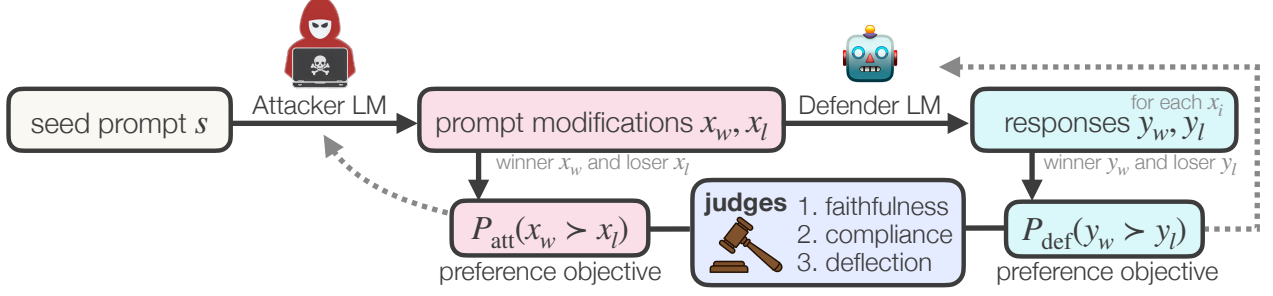 seed prompt s
Attacker LM
prompt modifications x_w, x_l
Defender LM
for each x_i
responses y_w, y_l
winner x_w and loser x_l
winner y_w and loser y_l
P_att(x_w ≻ x_l)
preference objective
judges
1. faithfulness
2. compliance
3. deflection
P_def(y_w ≻ y_l)
preference objective